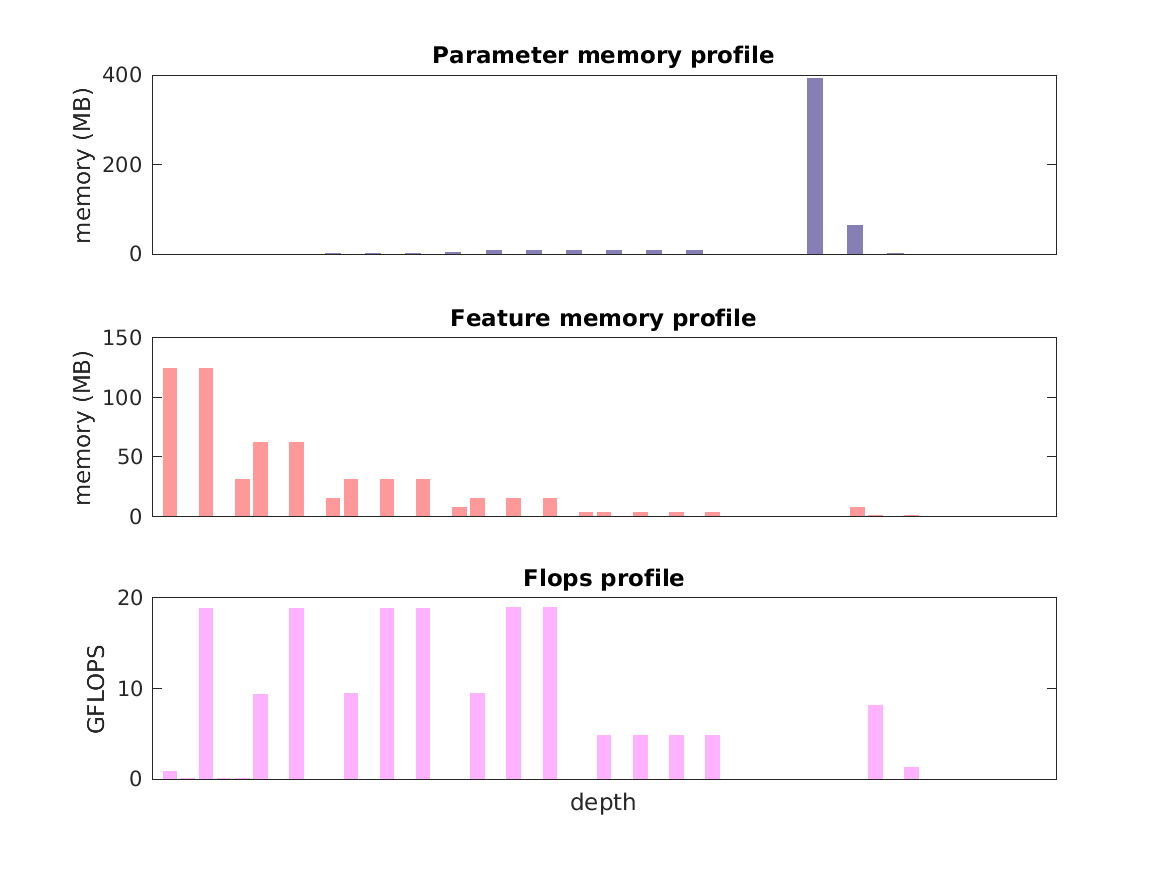 Parameter memory profile
400
200
0
memory (MB)
Feature memory profile
150
100
50
0
memory (MB)
Flops profile
20
10
0
GFLOPS
depth